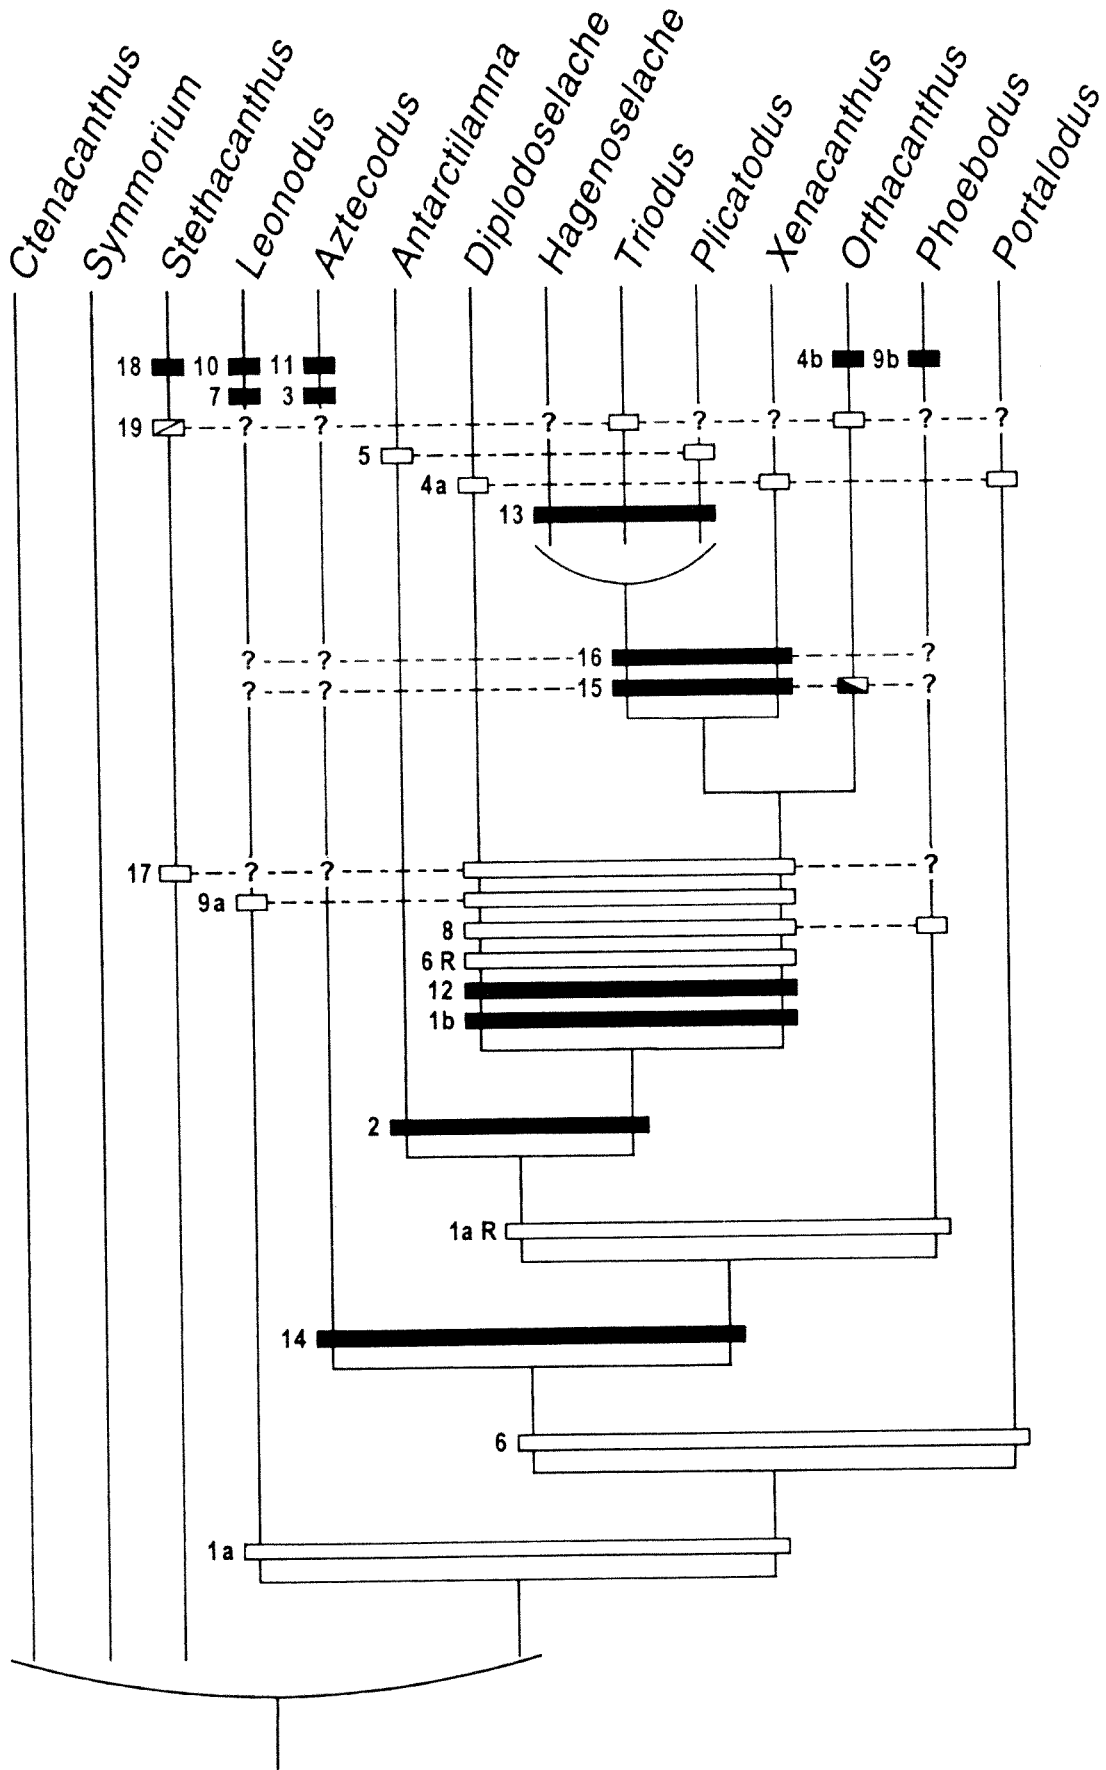 Ctenacanthus
Symmorium
Stethacanthus
Leonodus
Aztecodus
Antarctilamna
Diplodoselache
Hagenoselache
Triodus
Plicatodus
Xenacanthus
Orthacanthus
Phoebodus
Portalodus
18 10 11 4b 9b
7 3
19 ? ? ? ? ? ? ?
5
4a
13
? ? 16 ?
? ? 15 ?
17 ? ? ?
9a
8
6 R
12
1b
2
1a R
14
6
1a